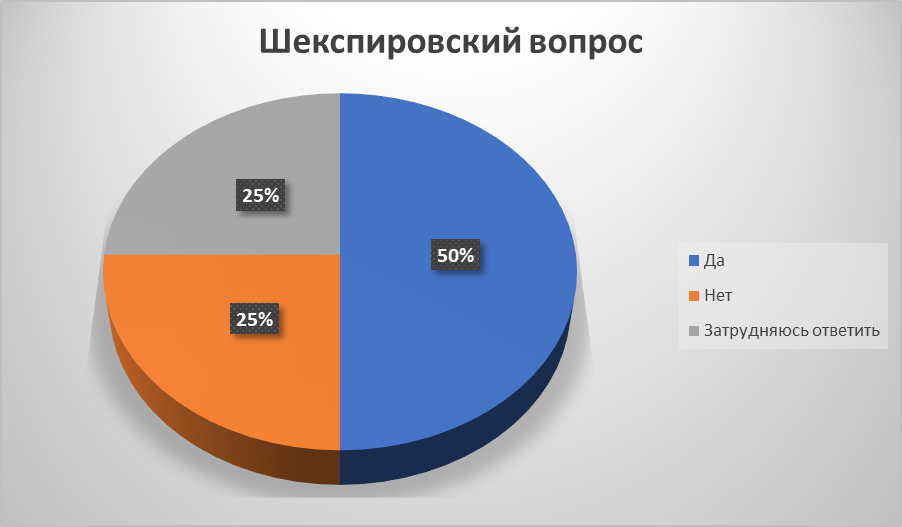 Шекспировский вопрос
25%
50%
25%
Да
Нет
Затрудняюсь ответить